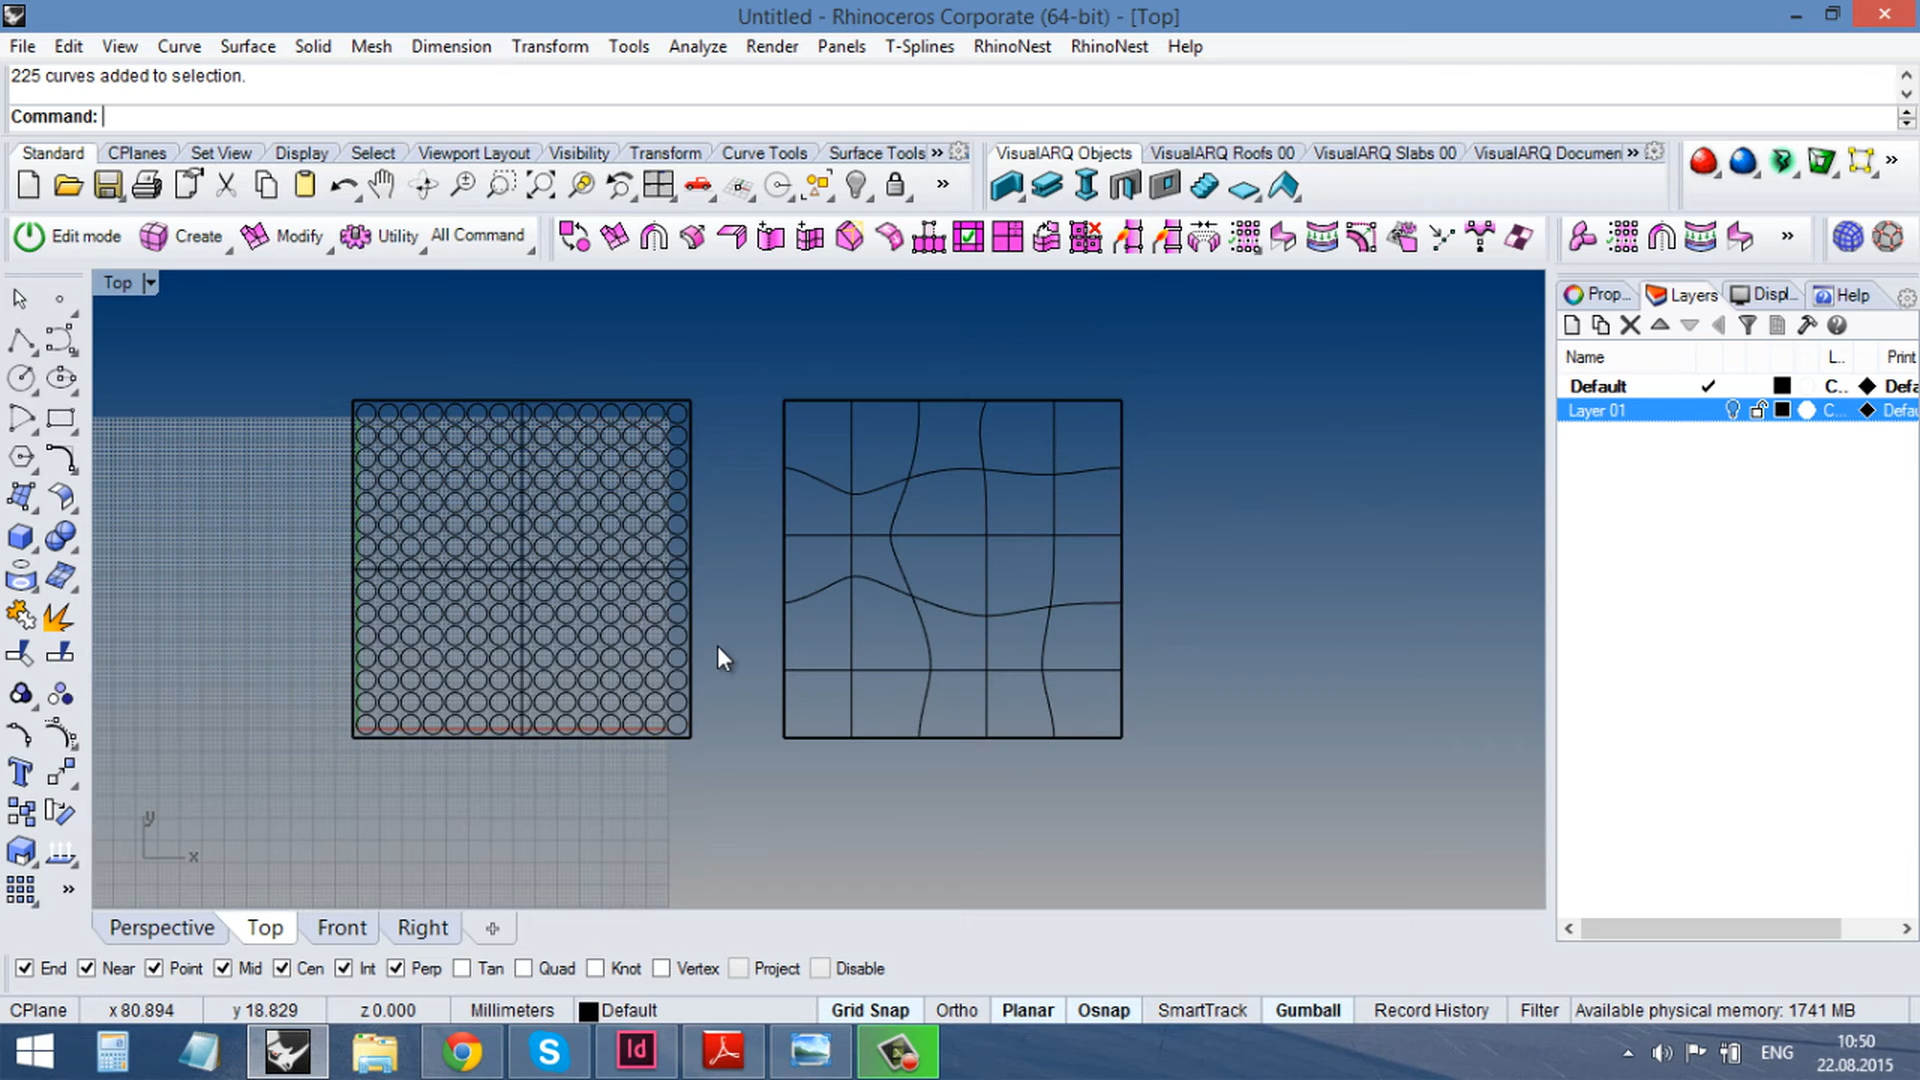 Untitled - Rhinoceros Corporate (64-bit) - [Top]
File Edit View Curve Surface Solid Mesh Dimension Transform Tools Analyze Render Panels T-Splines RhinoNest RhinoNest Help
225 curves added to selection.
Command:
Standard CPlanes Set View Display Select Viewport Layout Visibility Transform Curve Tools Surface Tools » VisualARQ Objects VisualARQ Roofs 00 VisualARQ Slabs 00 VisualARQ Documen »
Edit mode Create Modify Utility All Command
Top
Prop... Layers Displ... Help
Name L.. Print
Default C.. Defa
Layer 01 C... Defau
y
x
Perspective Top Front Right
End Near Point Mid Cen Int Perp Tan Quad Knot Vertex Project Disable
CPlane x 80.894 y 18.829 z 0.000 Millimeters Default Grid Snap Ortho Planar Osnap SmartTrack Gumball Record History Filter Available physical memory: 1741 MB
S Id ENG 10:50
22.08.2015